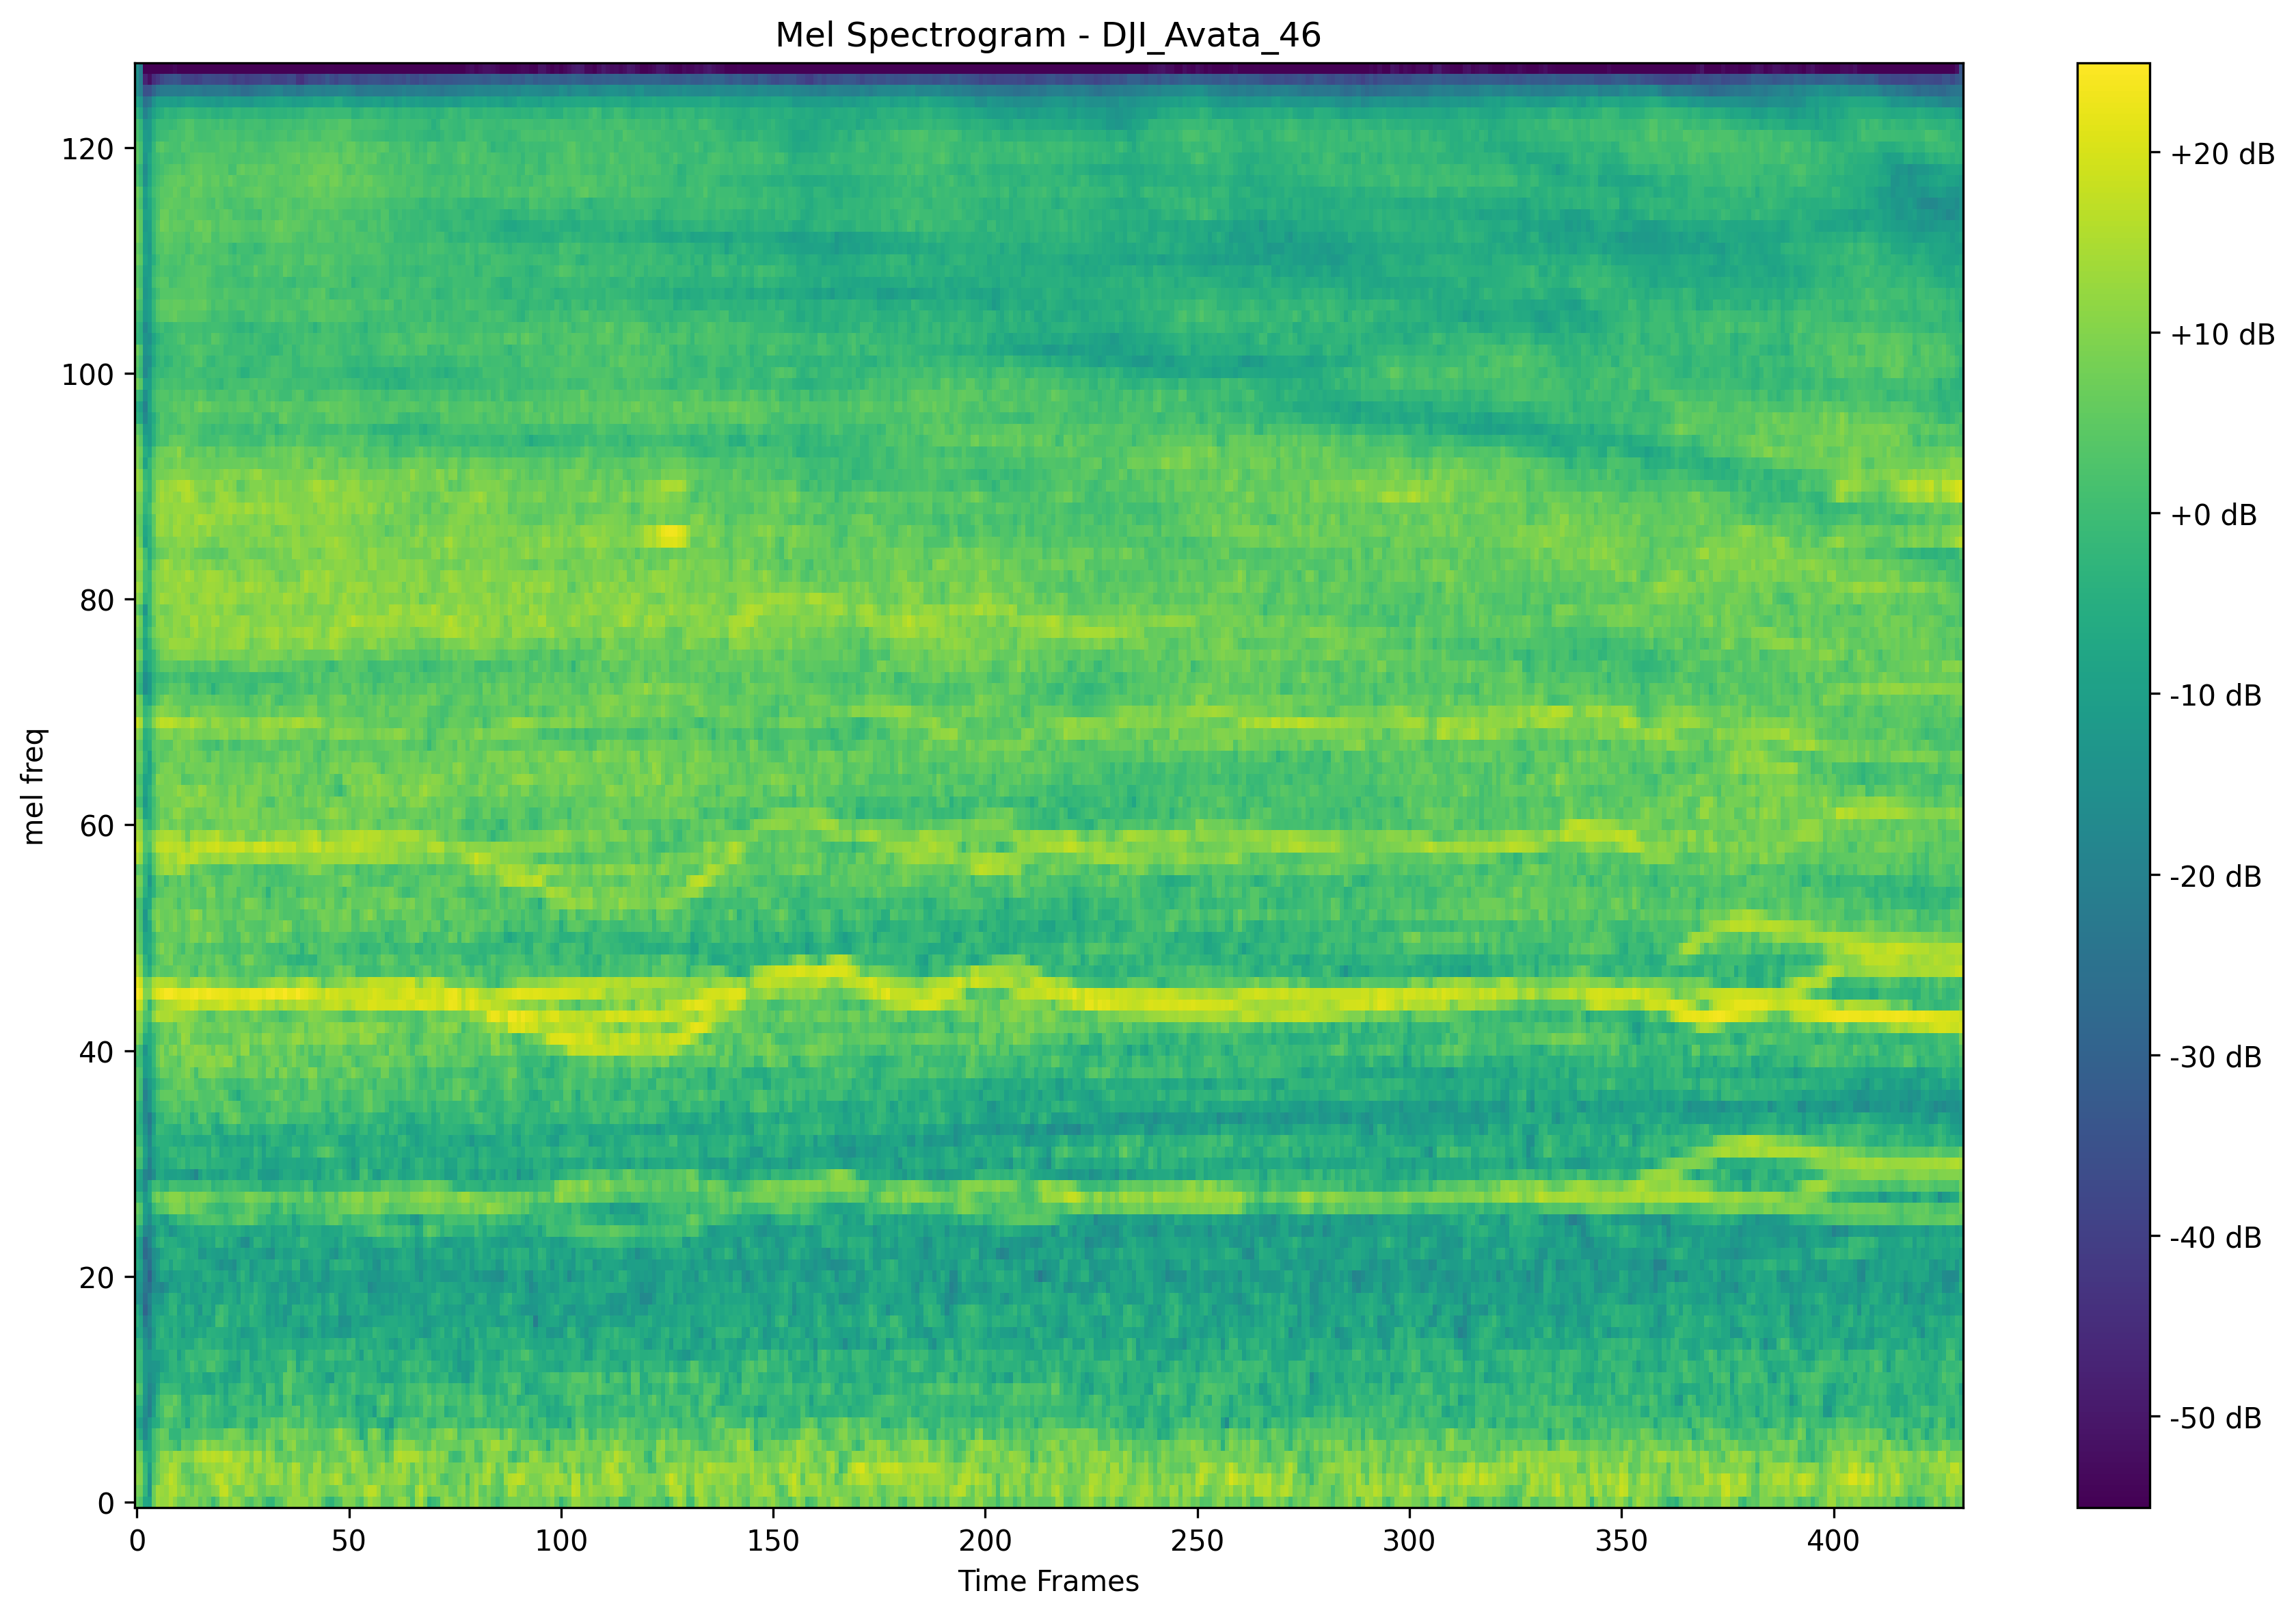 Mel Spectrogram - DJI_Avata_46
mel freq
120
100
80
60
40
20
0
0 50 100 150 200 250 300 350 400
Time Frames
+20 dB
+10 dB
+0 dB
-10 dB
-20 dB
-30 dB
-40 dB
-50 dB